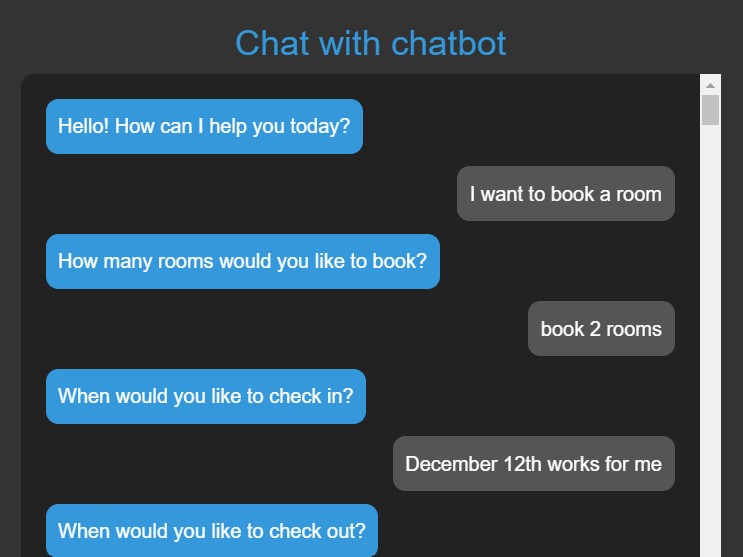 Chat with chatbot
Hello! How can I help you today?
I want to book a room
How many rooms would you like to book?
book 2 rooms
When would you like to check in?
December 12th works for me
When would you like to check out?